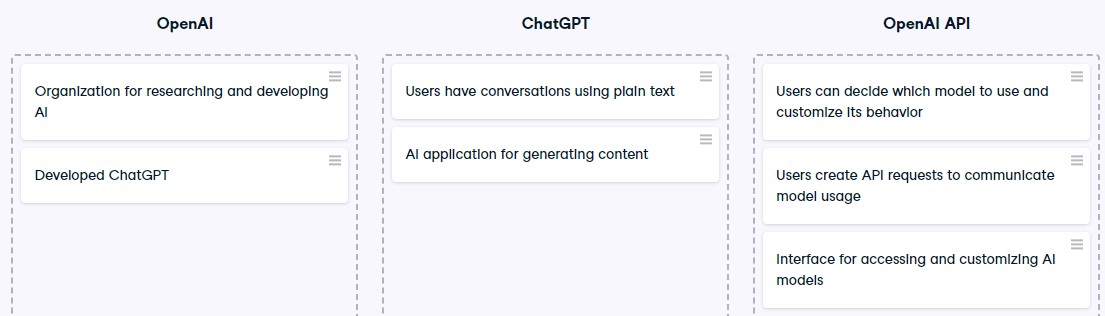 OpenAI
Organization for researching and developing
AI
Developed ChatGPT
ChatGPT
Users have conversations using plain text
AI application for generating content
OpenAI API
Users can decide which model to use and
customize its behavior
Users create API requests to communicate
model usage
Interface for accessing and customizing AI
models